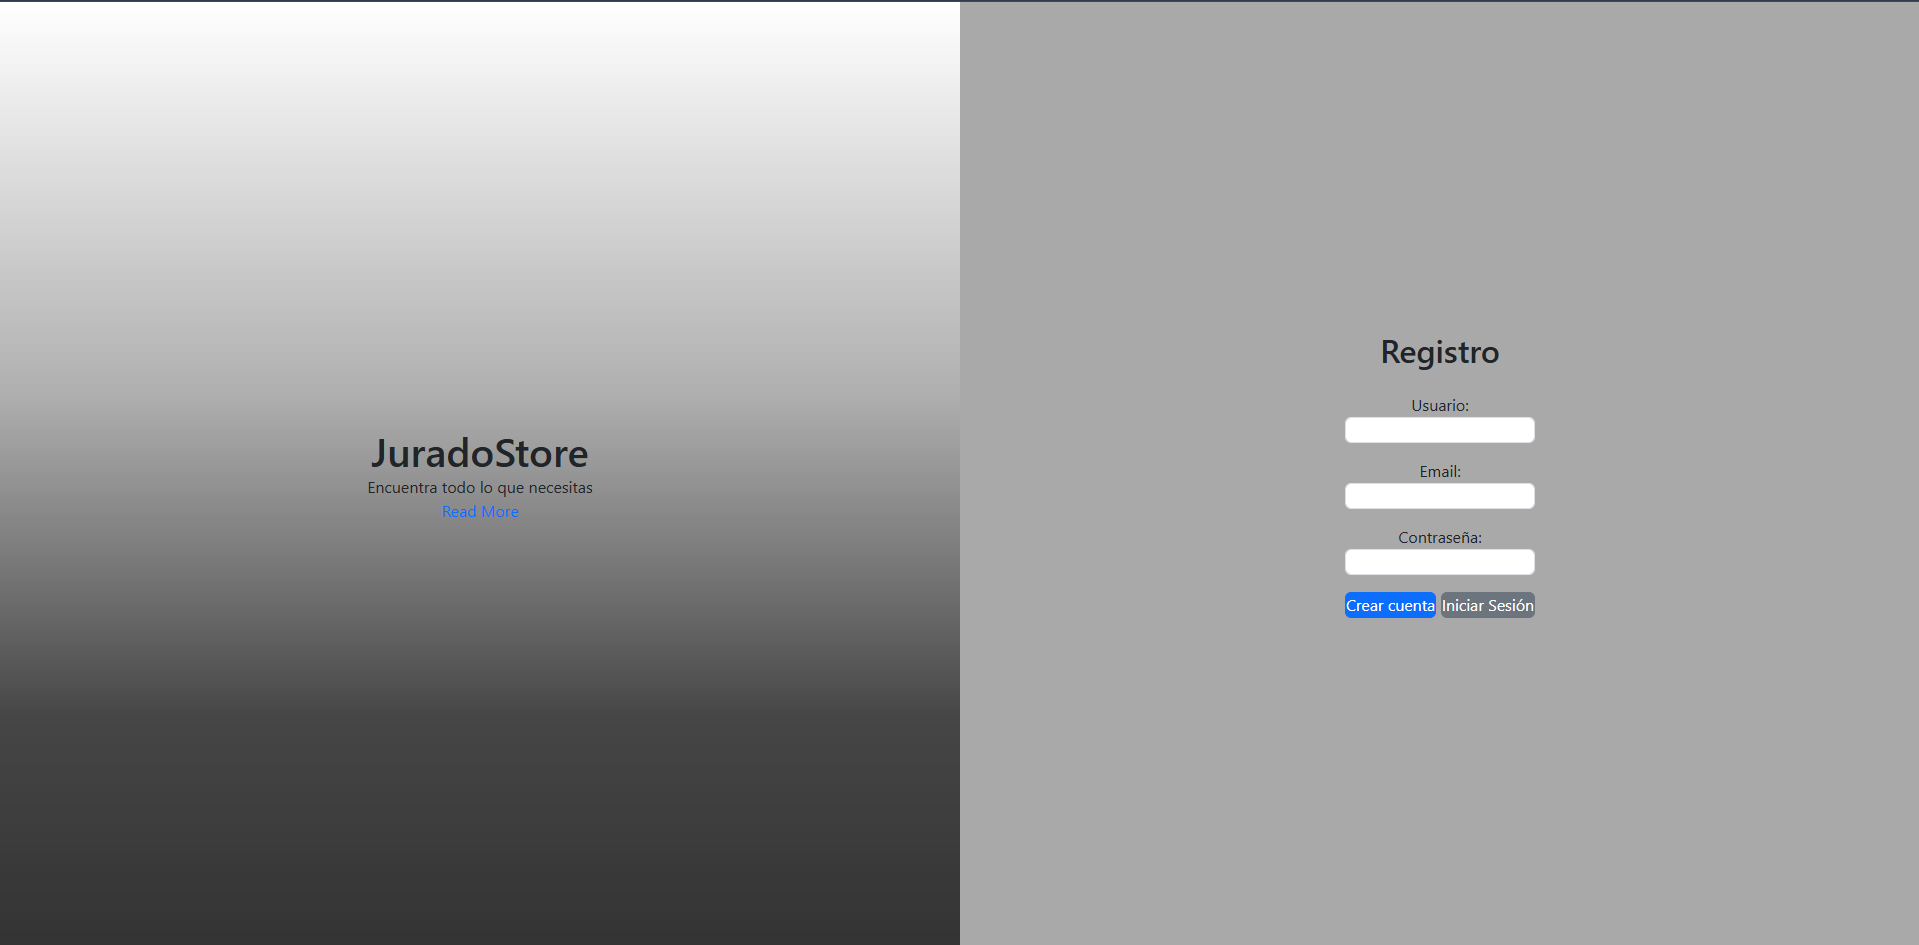 JuradoStore
Encuentra todo lo que necesitas
Read More
Registro
Usuario:
Email:
Contraseña:
Crear cuenta Iniciar Sesión